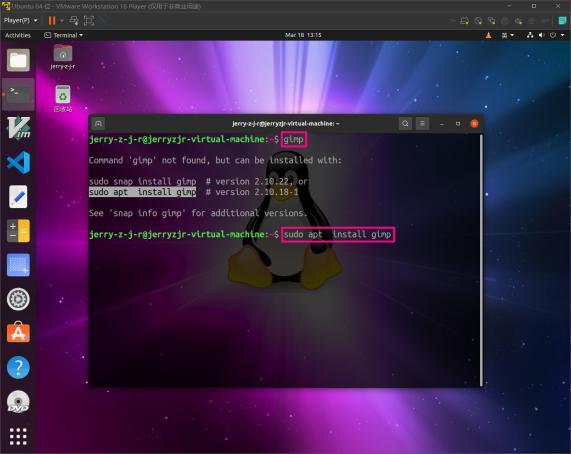 Ubuntu 64 位 - VMware Workstation 16 Player (仅用于非商业用途)
Player(P)
Activities
Terminal
Mar 18 13:15
英
jerry-z-j-r
回收站
jerry-z-j-r@jerryzjr-virtual-machine: ~
jerry-z-j-r@jerryzjr-virtual-machine:~$ gimp
Command 'gimp' not found, but can be installed with:
sudo snap install gimp  # version 2.10.22, or
sudo apt  install gimp  # version 2.10.18-1
See 'snap info gimp' for additional versions.
jerry-z-j-r@jerryzjr-virtual-machine:~$ sudo apt  install gimp
Vim
DVD